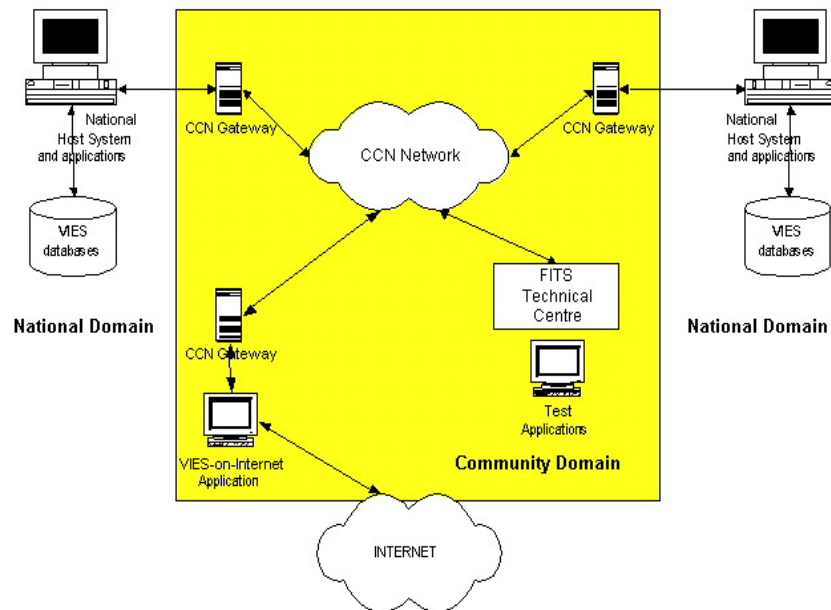 National
Host System
and applications
CCN Gateway
CCN Network
CCN Gateway
National
Host System
and applications
VIES
databases
VIES
databases
National Domain
National Domain
FITS
Technical
Centre
CCN Gateway
Test
Applications
VIES-on-Internet
Application
Community Domain
INTERNET